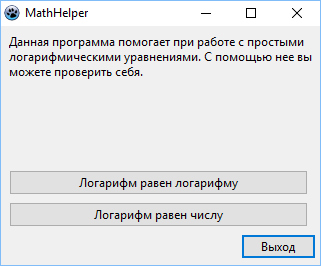 MathHelper
Данная программа помогает при работе с простыми
логарифмическими уравнениями. С помощью нее вы
можете проверить себя.
Логарифм равен логарифму
Логарифм равен числу
Выход